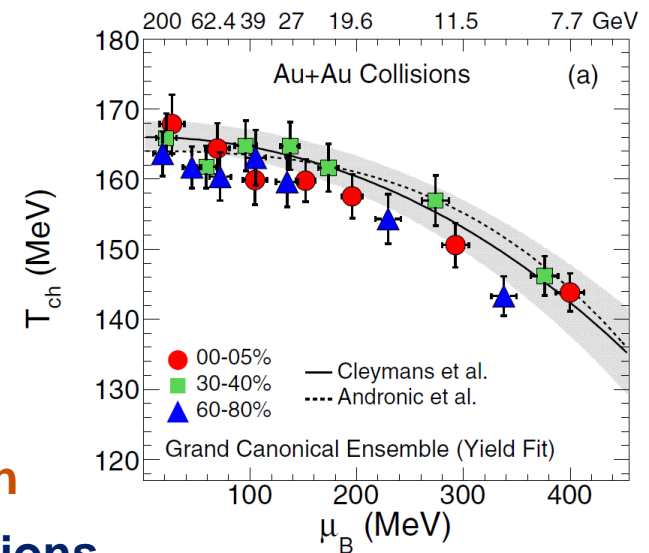 200 62.4 39 27 19.6 11.5 7.7 GeV
180
170
160
150
140
130
120
T_ch (MeV)
Au+Au Collisions (a)
00-05%
30-40%
60-80%
Cleymans et al.
Andronic et al.
Grand Canonical Ensemble (Yield Fit)
100 200 300 400
μ_B (MeV)
n
ions